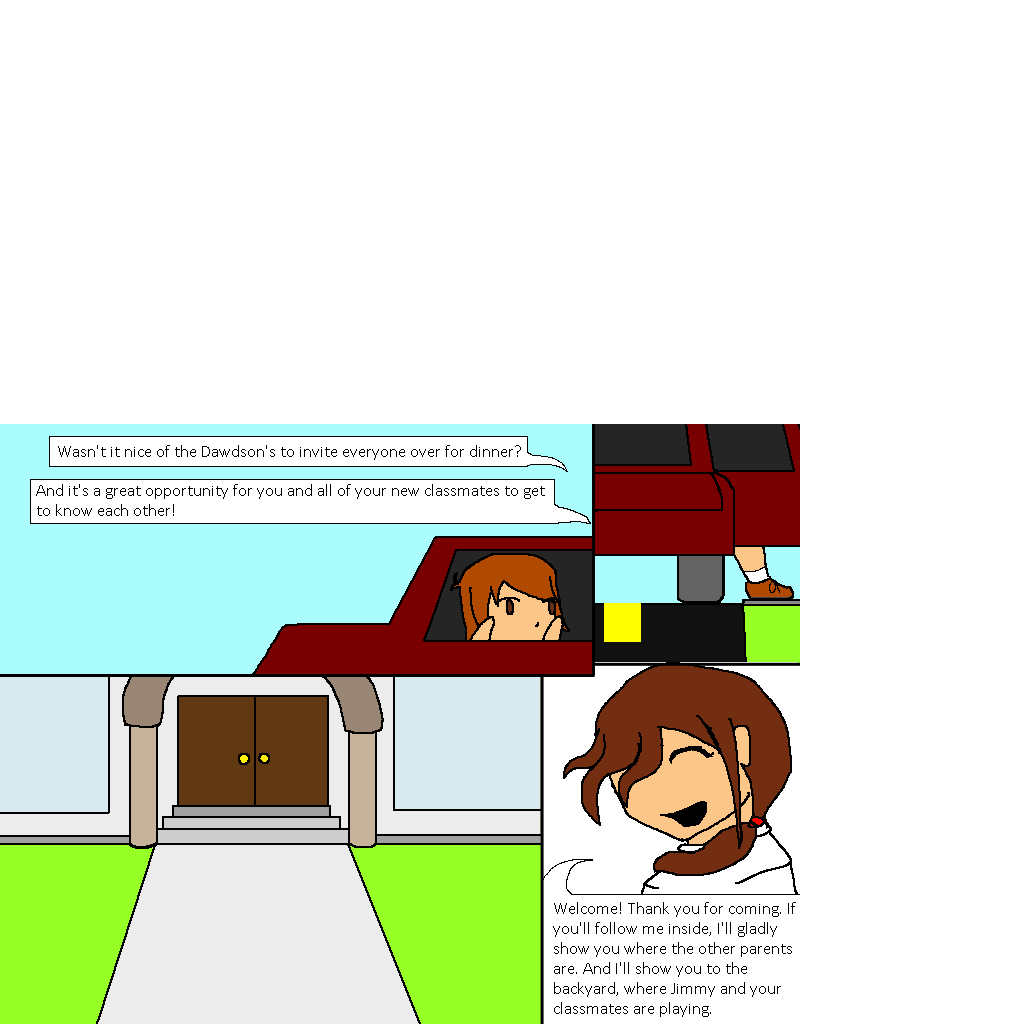 Wasn't it nice of the Dawdson's to invite everyone over for dinner?
And it's a great opportunity for you and all of your new classmates to get
to know each other!
Welcome! Thank you for coming. If
you'll follow me inside, I'll gladly
show you where the other parents
are. And I'll show you to the
backyard, where Jimmy and your
classmates are playing.